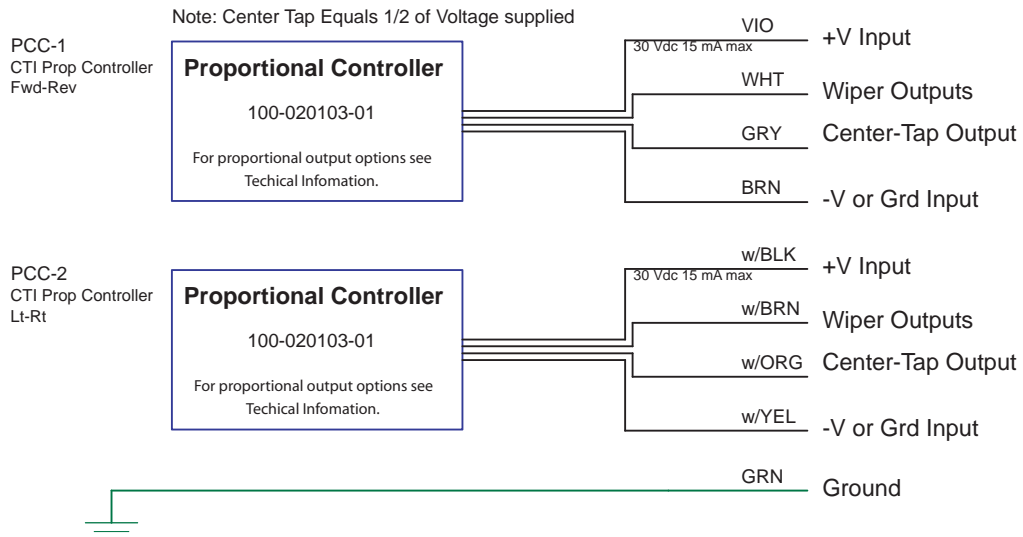 Note: Center Tap Equals 1/2 of Voltage supplied
PCC-1
CTI Prop Controller
Fwd-Rev
Proportional Controller
100-020103-01
For proportional output options see
Techical Infomation.
VIO
30 Vdc 15 mA max
+V Input
WHT
Wiper Outputs
GRY
Center-Tap Output
BRN
-V or Grd Input
PCC-2
CTI Prop Controller
Lt-Rt
Proportional Controller
100-020103-01
For proportional output options see
Techical Infomation.
w/BLK
30 Vdc 15 mA max
+V Input
w/BRN
Wiper Outputs
w/ORG
Center-Tap Output
w/YEL
-V or Grd Input
GRN
Ground